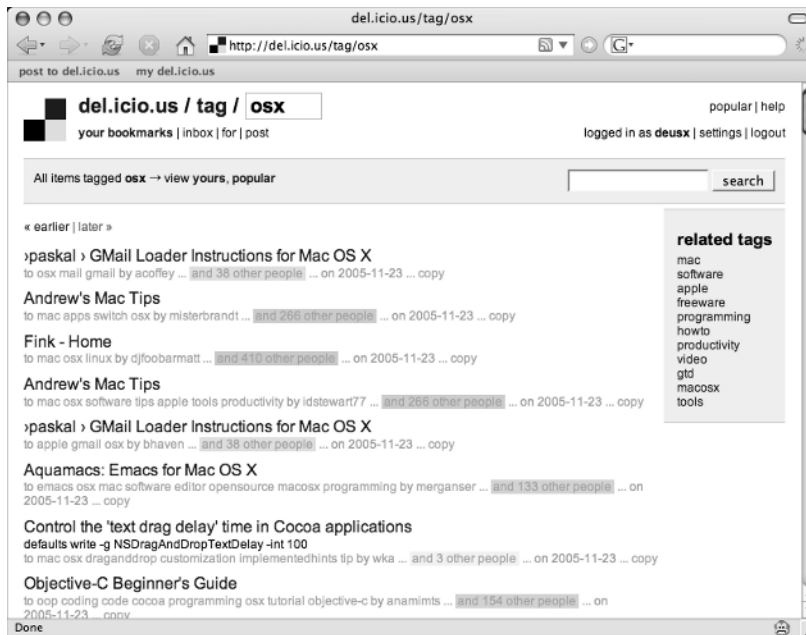 del.icio.us/tag/osx
http://del.icio.us/tag/osx
G
post to del.icio.us my del.icio.us
del.icio.us / tag / osx
popular | help
your bookmarks | inbox | for | post
logged in as deusx | settings | logout
All items tagged osx → view yours, popular
search
« earlier | later »
related tags
›paskal › GMail Loader Instructions for Mac OS X
to osx mail gmail by acoffey ... and 38 other people ... on 2005-11-23 ... copy
Andrew's Mac Tips
to mac apps switch osx by misterbrandt ... and 266 other people ... on 2005-11-23 ... copy
Fink - Home
to mac osx linux by djfoobarmatt ... and 410 other people ... on 2005-11-23 ... copy
Andrew's Mac Tips
to mac osx software tips apple tools productivity by idstewart77 ... and 266 other people ... on 2005-11-23 ... copy
›paskal › GMail Loader Instructions for Mac OS X
to apple gmail osx by bhaven ... and 38 other people ... on 2005-11-23 ... copy
Aquamacs: Emacs for Mac OS X
to emacs osx mac software editor opensource macosx programming by merganser ... and 133 other people ... on
2005-11-23 ... copy
Control the 'text drag delay' time in Cocoa applications
defaults write -g NSDragAndDropTextDelay -int 100
to mac osx draganddrop customization implementedhints tip by wka ... and 3 other people ... on 2005-11-23 ... copy
Objective-C Beginner's Guide
to oop coding code cocoa programming osx tutorial objective-c by anamimts ... and 154 other people ... on
2005-11-23 ... copy
mac
software
apple
freeware
programming
howto
productivity
video
gtd
macosx
tools
Done